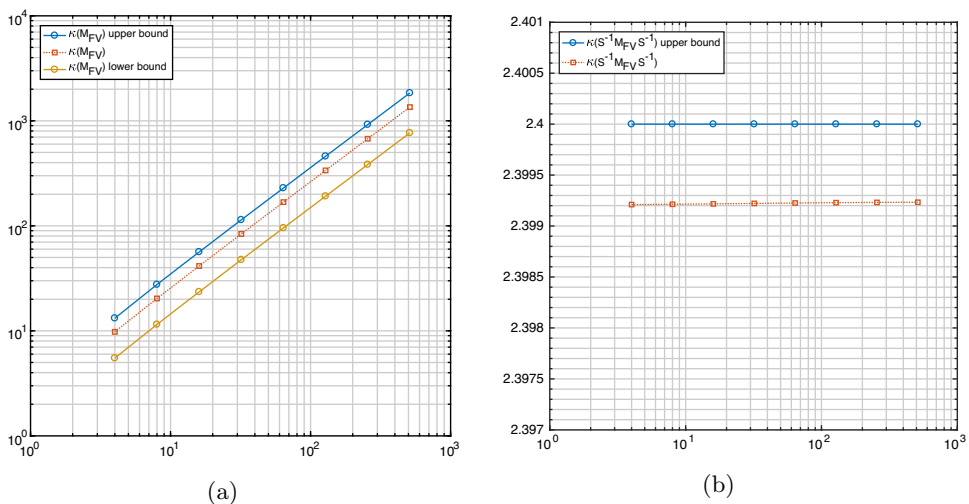 10^4
10^3
10^2
10^1
10^0
κ(M_FV) upper bound
κ(M_FV)
κ(M_FV) lower bound
10^0 10^1 10^2 10^3
(a)
2.401
2.4005
2.4
2.3995
2.399
2.3985
2.398
2.3975
2.397
κ(S^-1 M_FV S^-1) upper bound
κ(S^-1 M_FV S^-1)
10^0 10^1 10^2 10^3
(b)